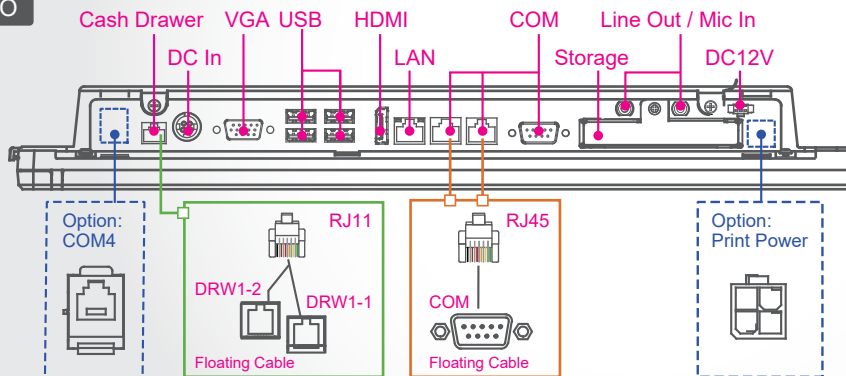 O
Cash Drawer
VGA
USB
HDMI
COM
Line Out / Mic In
DC In
LAN
Storage
DC12V
Option:
COM4
RJ11
DRW1-2
DRW1-1
Floating Cable
RJ45
COM
Floating Cable
Option:
Print Power